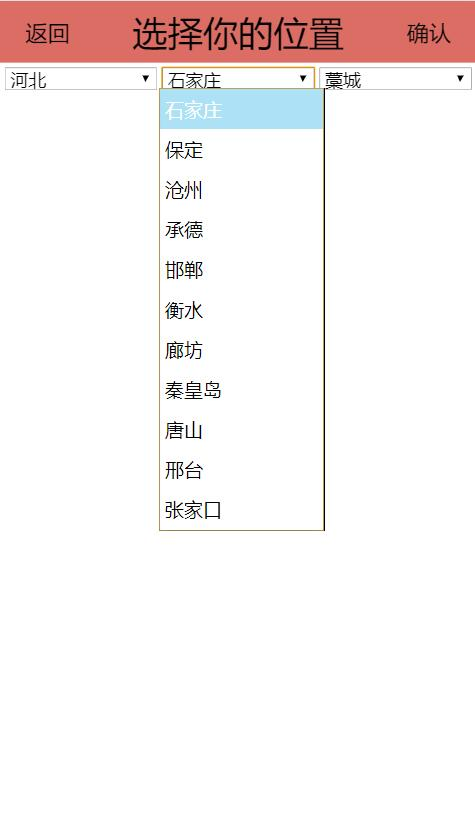 返回 选择你的位置 确认
河北 石家庄 藁城
石家庄
保定
沧州
承德
邯郸
衡水
廊坊
秦皇岛
唐山
邢台
张家口